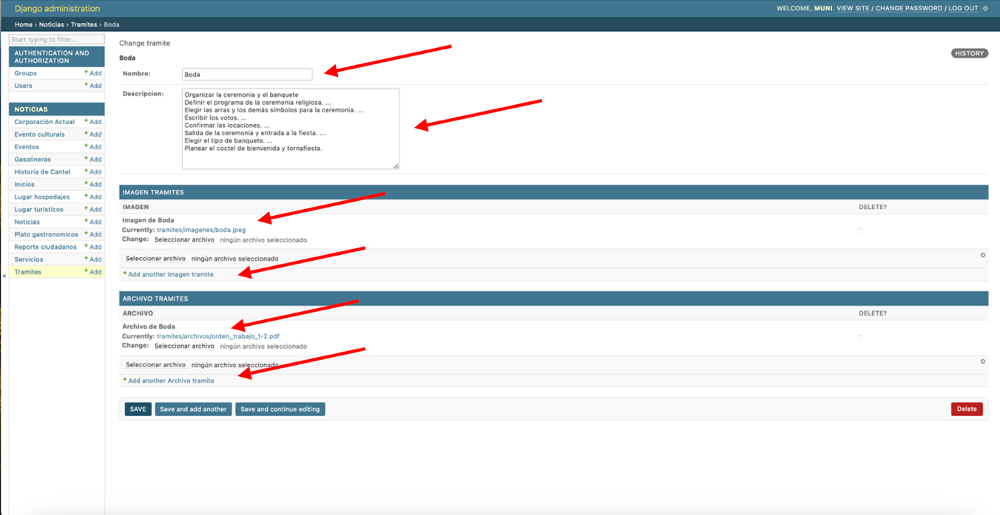 Django administration
WELCOME, MUNI. VIEW SITE / CHANGE PASSWORD / LOG OUT
Home › Noticias › Tramites › Boda
Start typing to filter...
AUTHENTICATION AND
AUTHORIZATION
Groups + Add
Users + Add
NOTICIAS
Corporación Actual + Add
Evento culturals + Add
Eventos + Add
Gasolineras + Add
Historia de Cantel + Add
Inicios + Add
Lugar hospedajes + Add
Lugar turisticos + Add
Noticias + Add
Plato gastronomicos + Add
Reporte ciudadanos + Add
Servicios + Add
Tramites + Add
«
Change tramite
HISTORY
Boda
Nombre: Boda
Descripcion:
Organizar la ceremonia y el banquete
Definir el programa de la ceremonia religiosa. ...
Elegir las arras y los demás símbolos para la ceremonia. ...
Escribir los votos. ...
Confirmar las locaciones. ...
Salida de la ceremonia y entrada a la fiesta. ...
Elegir el tipo de banquete. ...
Planear el coctel de bienvenida y tornafiesta.
IMAGEN TRAMITES
IMAGEN DELETE?
Imagen de Boda
Currently: tramites/imagenes/boda.jpeg
Change: Seleccionar archivo ningún archivo seleccionado
Seleccionar archivo ningún archivo seleccionado
+ Add another Imagen tramite
ARCHIVO TRAMITES
ARCHIVO DELETE?
Archivo de Boda
Currently: tramites/archivos/orden_trabajo_1-2.pdf
Change: Seleccionar archivo ningún archivo seleccionado
Seleccionar archivo ningún archivo seleccionado
+ Add another Archivo tramite
SAVE Save and add another Save and continue editing Delete